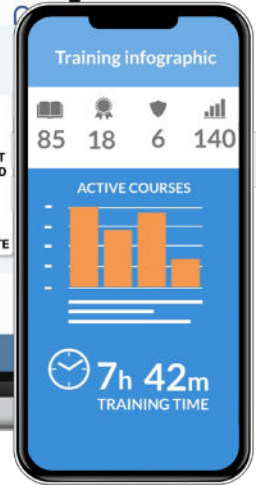 Training infographic
85 18 6 140
ACTIVE COURSES
7h 42m
TRAINING TIME